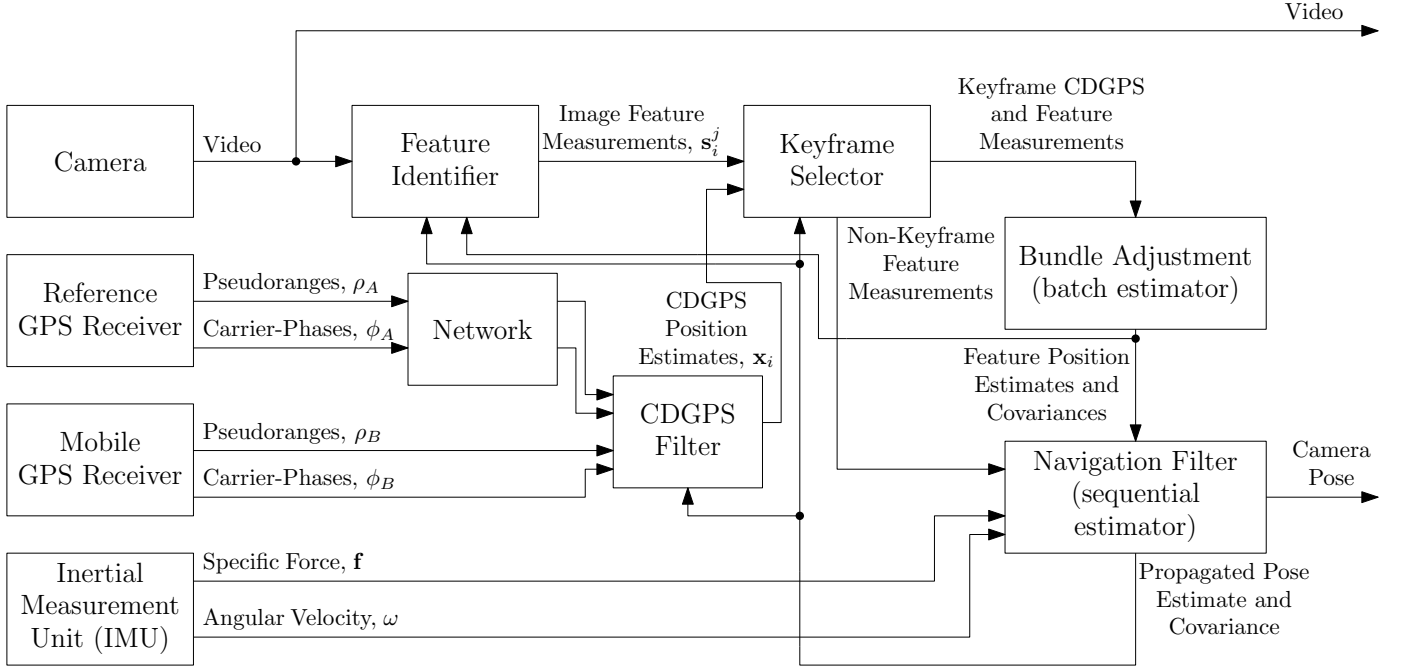 Video
Camera
Video
Feature
Identifier
Image Feature
Measurements, s_i^j
Keyframe
Selector
Keyframe CDGPS
and Feature
Measurements
Reference
GPS Receiver
Pseudoranges, ρ_A
Carrier-Phases, ϕ_A
Network
CDGPS
Position
Estimates, x_i
Non-Keyframe
Feature
Measurements
Bundle Adjustment
(batch estimator)
Feature Position
Estimates and
Covariances
Mobile
GPS Receiver
Pseudoranges, ρ_B
Carrier-Phases, ϕ_B
CDGPS
Filter
Navigation Filter
(sequential
estimator)
Camera
Pose
Inertial
Measurement
Unit (IMU)
Specific Force, f
Angular Velocity, ω
Propagated Pose
Estimate and
Covariance